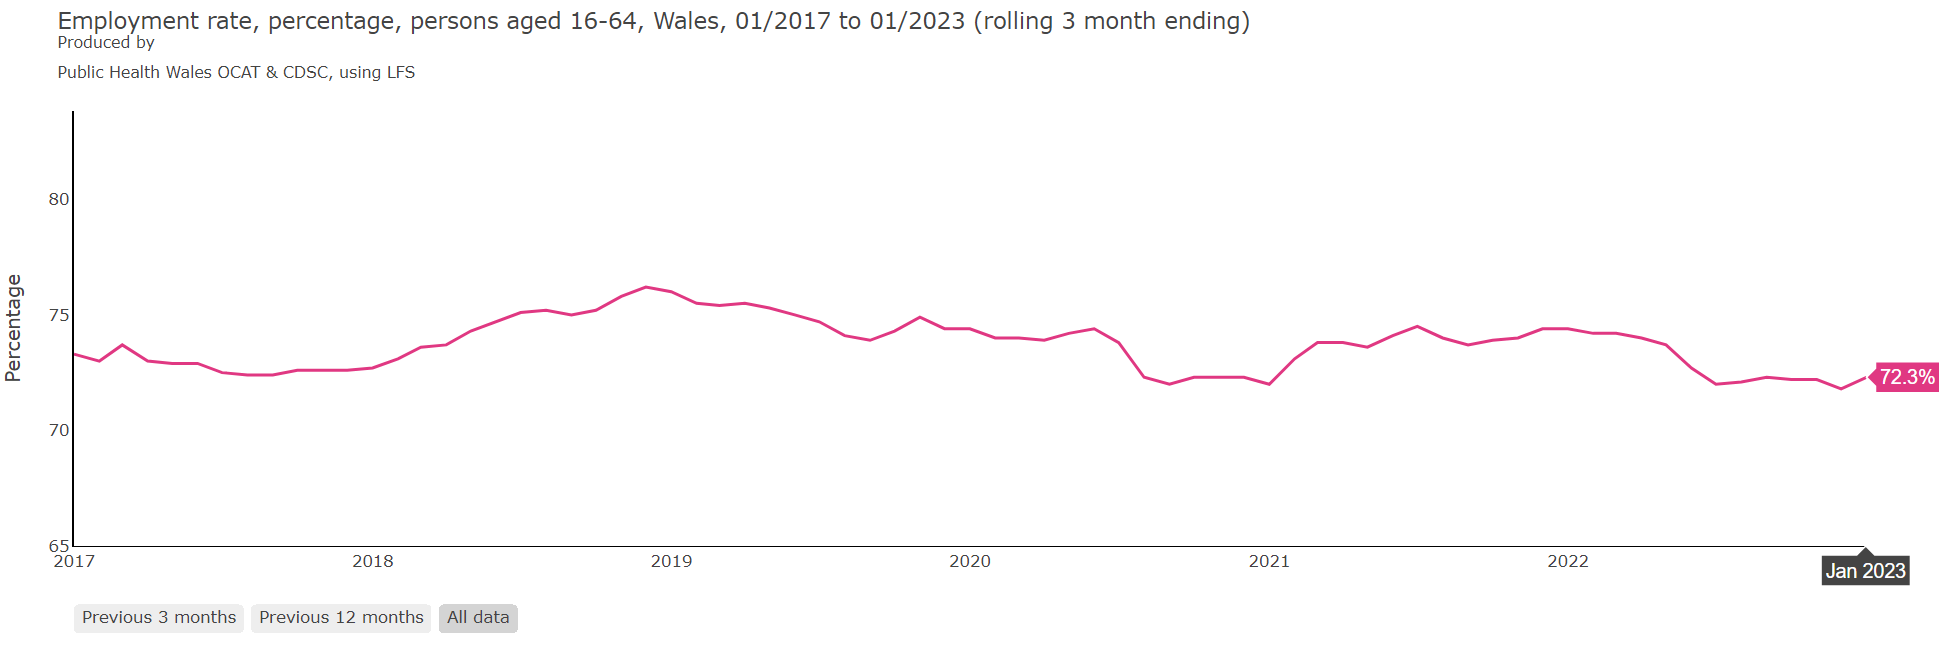 Employment rate, percentage, persons aged 16-64, Wales, 01/2017 to 01/2023 (rolling 3 month ending)
Produced by
Public Health Wales OCAT & CDSC, using LFS
80
75
70
65
Percentage
72.3%
2017 2018 2019 2020 2021 2022
Jan 2023
Previous 3 months Previous 12 months All data